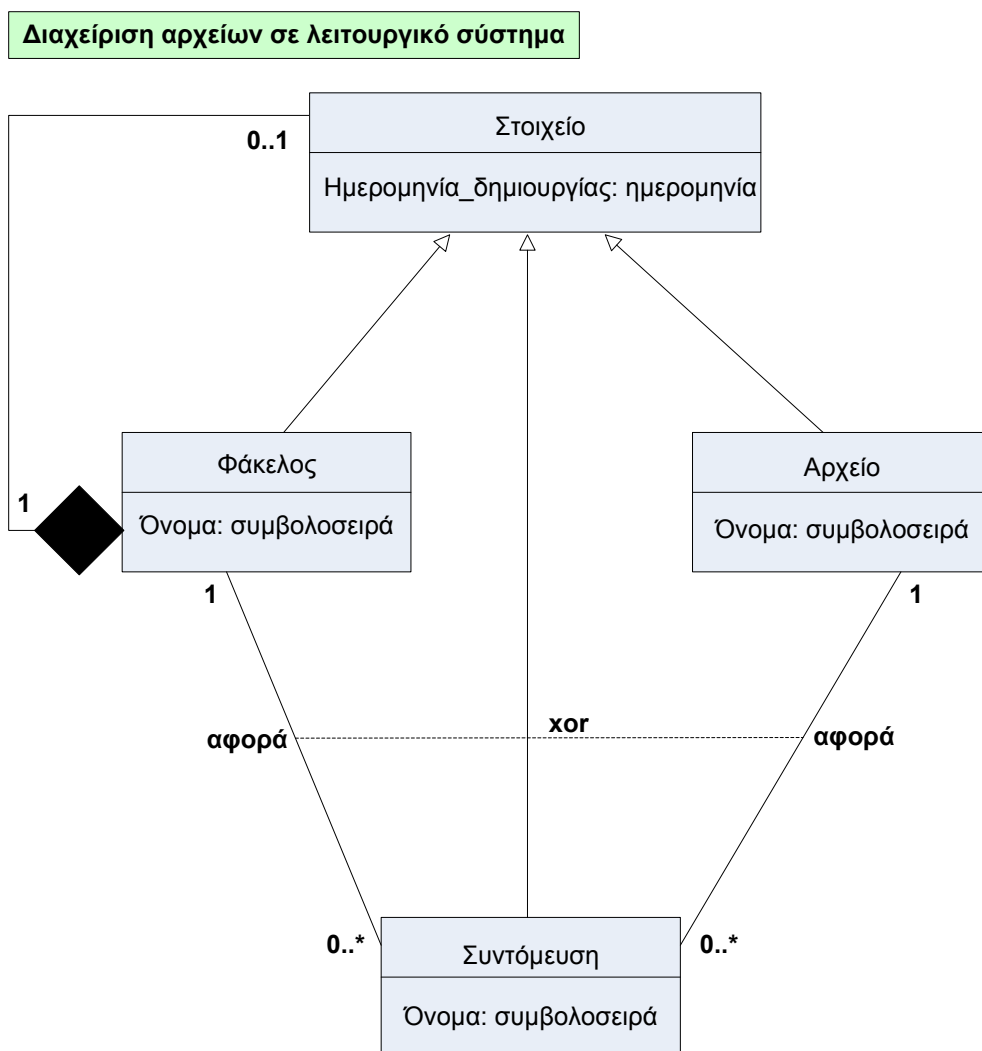 Διαχείριση αρχείων σε λειτουργικό σύστημα
Στοιχείο
0..1
Ημερομηνία_δημιουργίας: ημερομηνία
Φάκελος
Αρχείο
1
Όνομα: συμβολοσειρά
Όνομα: συμβολοσειρά
1
1
αφορά
xor
αφορά
0..*
Συντόμευση
0..*
Όνομα: συμβολοσειρά